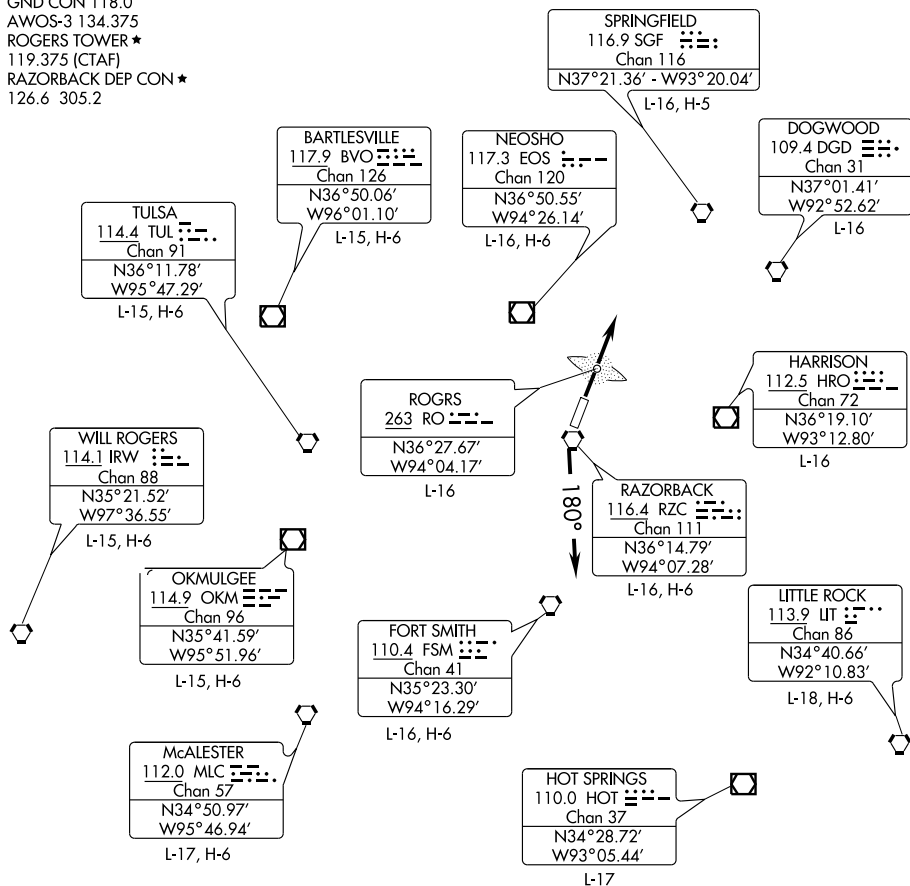 GND CON 118.0
AWOS-3 134.375
ROGERS TOWER ★
119.375 (CTAF)
RAZORBACK DEP CON ★
126.6 305.2
SPRINGFIELD
116.9 SGF
Chan 116
N37°21.36′ - W93°20.04′
L-16, H-5
BARTLESVILLE
117.9 BVO
Chan 126
N36°50.06′
W96°01.10′
L-15, H-6
NEOSHO
117.3 EOS
Chan 120
N36°50.55′
W94°26.14′
L-16, H-6
DOGWOOD
109.4 DGD
Chan 31
N37°01.41′
W92°52.62′
L-16
TULSA
114.4 TUL
Chan 91
N36°11.78′
W95°47.29′
L-15, H-6
ROGRS
263 RO
N36°27.67′
W94°04.17′
L-16
HARRISON
112.5 HRO
Chan 72
N36°19.10′
W93°12.80′
L-16
WILL ROGERS
114.1 IRW
Chan 88
N35°21.52′
W97°36.55′
L-15, H-6
180°
RAZORBACK
116.4 RZC
Chan 111
N36°14.79′
W94°07.28′
L-16, H-6
OKMULGEE
114.9 OKM
Chan 96
N35°41.59′
W95°51.96′
L-15, H-6
FORT SMITH
110.4 FSM
Chan 41
N35°23.30′
W94°16.29′
L-16, H-6
LITTLE ROCK
113.9 LIT
Chan 86
N34°40.66′
W92°10.83′
L-18, H-6
McALESTER
112.0 MLC
Chan 57
N34°50.97′
W95°46.94′
L-17, H-6
HOT SPRINGS
110.0 HOT
Chan 37
N34°28.72′
W93°05.44′
L-17